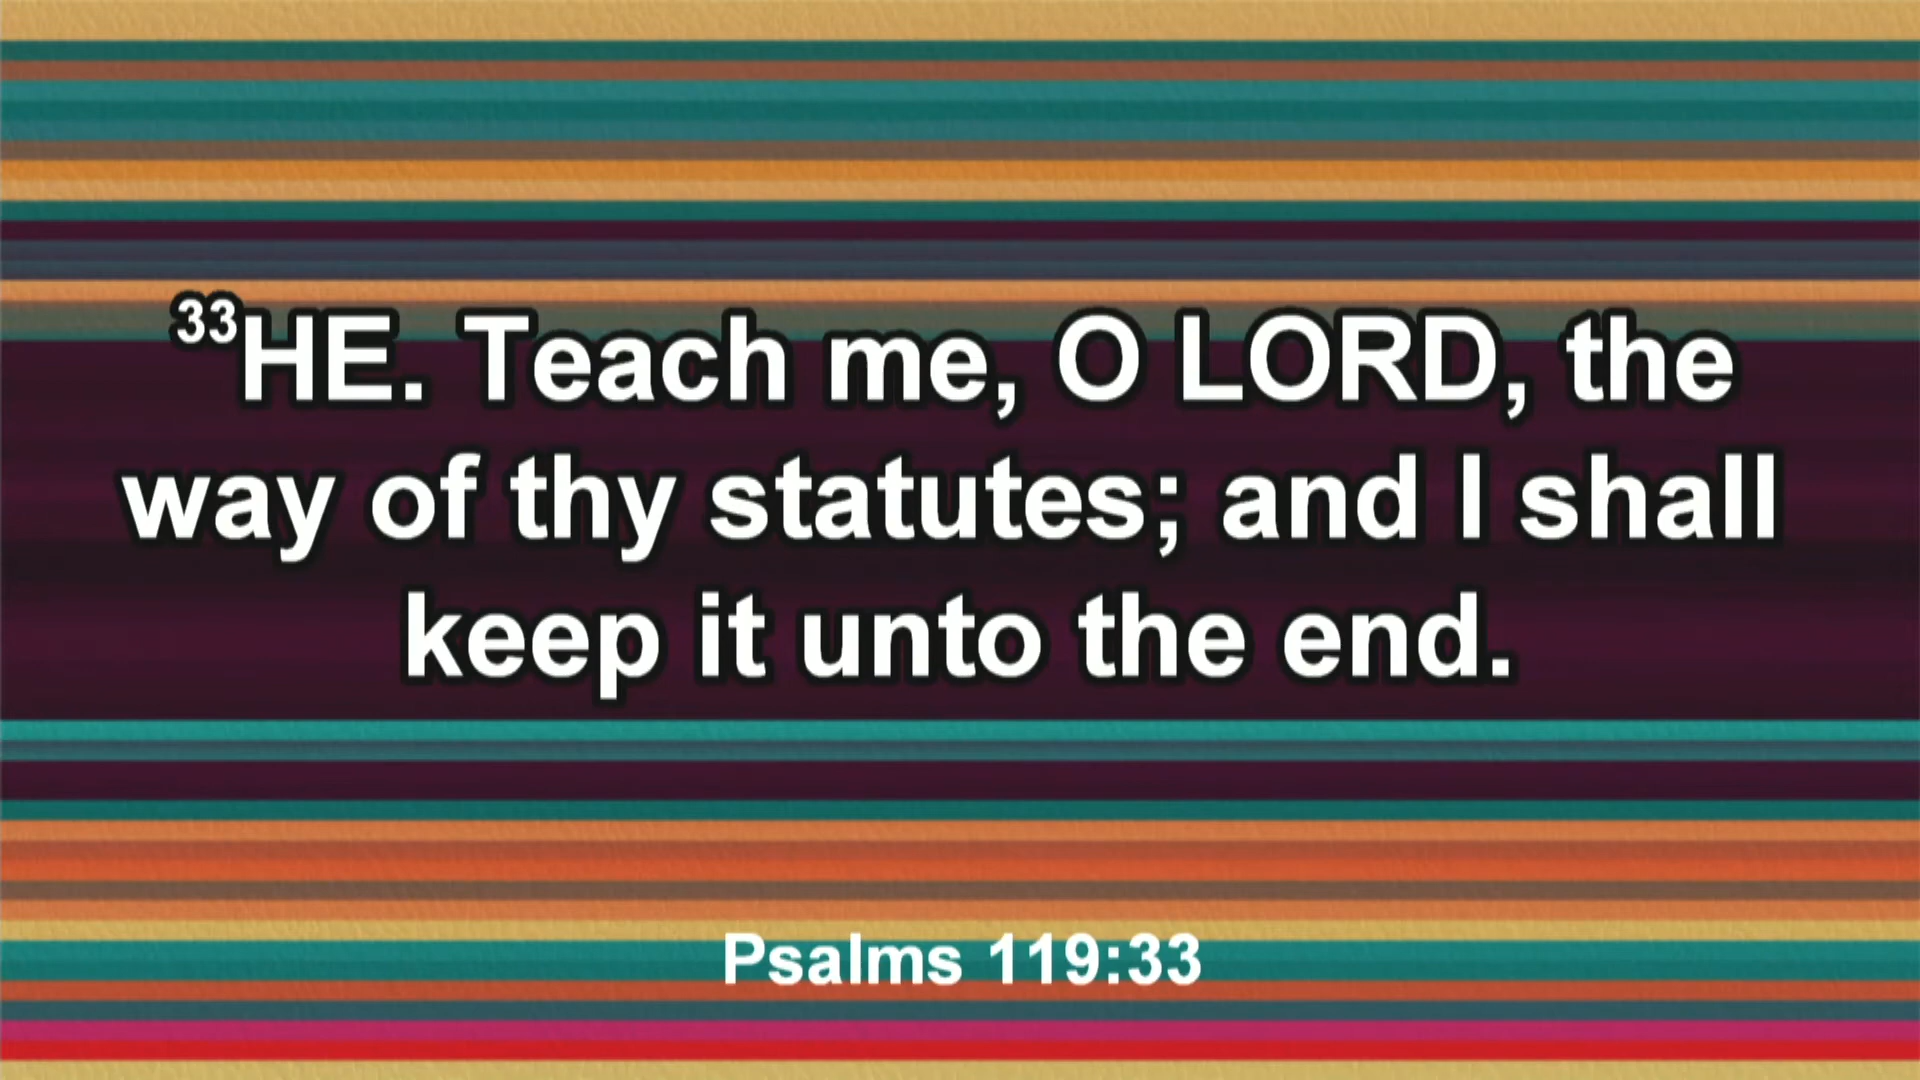 33HE. Teach me, O LORD, the
way of thy statutes; and I shall
keep it unto the end.
Psalms 119:33